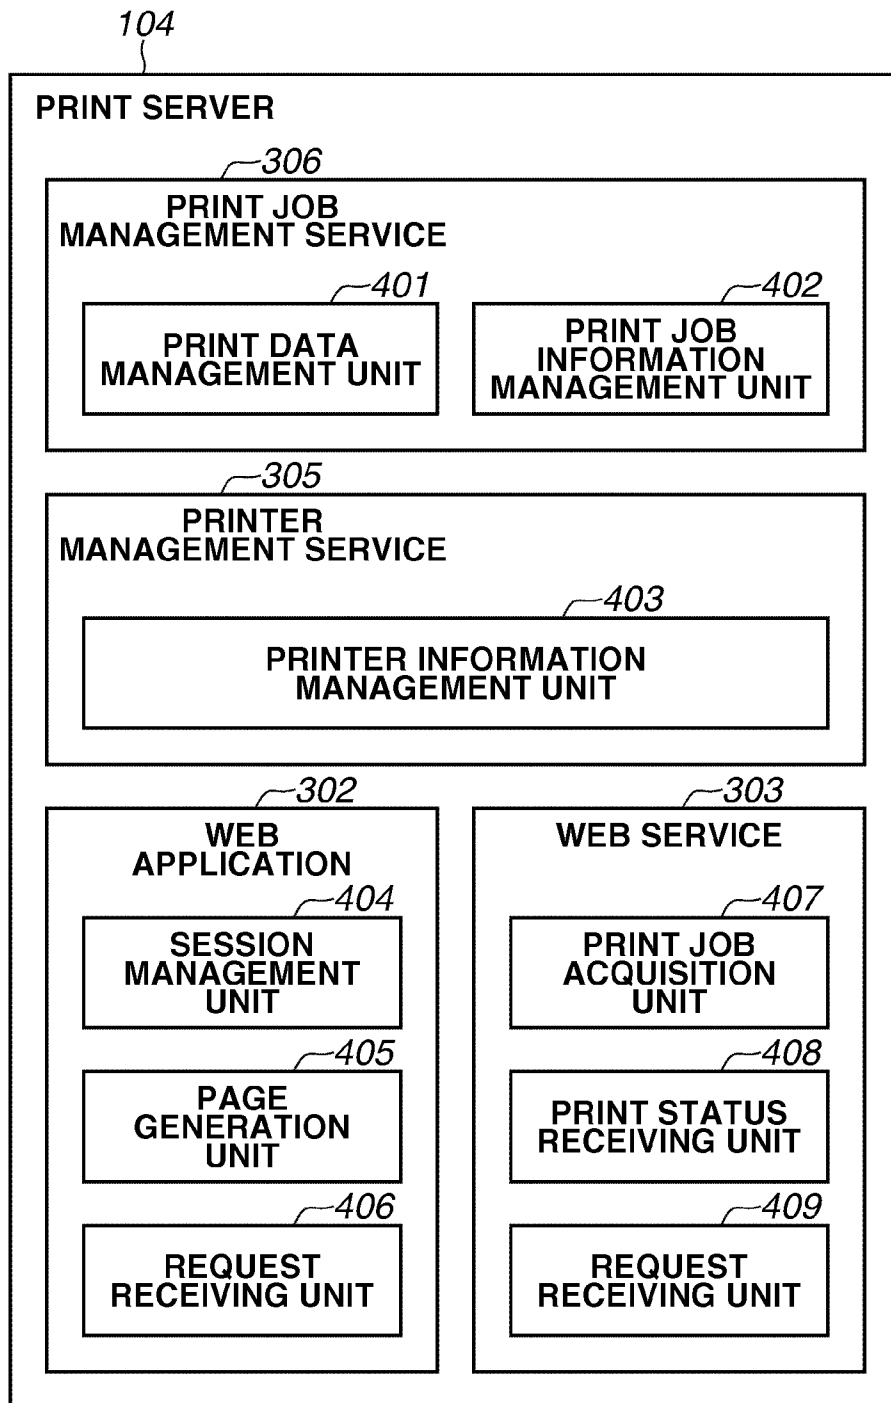 104
PRINT SERVER
306
PRINT JOB
MANAGEMENT SERVICE
401
PRINT DATA
MANAGEMENT UNIT
402
PRINT JOB
INFORMATION
MANAGEMENT UNIT
305
PRINTER
MANAGEMENT SERVICE
403
PRINTER INFORMATION
MANAGEMENT UNIT
302
WEB
APPLICATION
404
SESSION
MANAGEMENT
UNIT
405
PAGE
GENERATION
UNIT
406
REQUEST
RECEIVING UNIT
303
WEB SERVICE
407
PRINT JOB
ACQUISITION
UNIT
408
PRINT STATUS
RECEIVING UNIT
409
REQUEST
RECEIVING UNIT